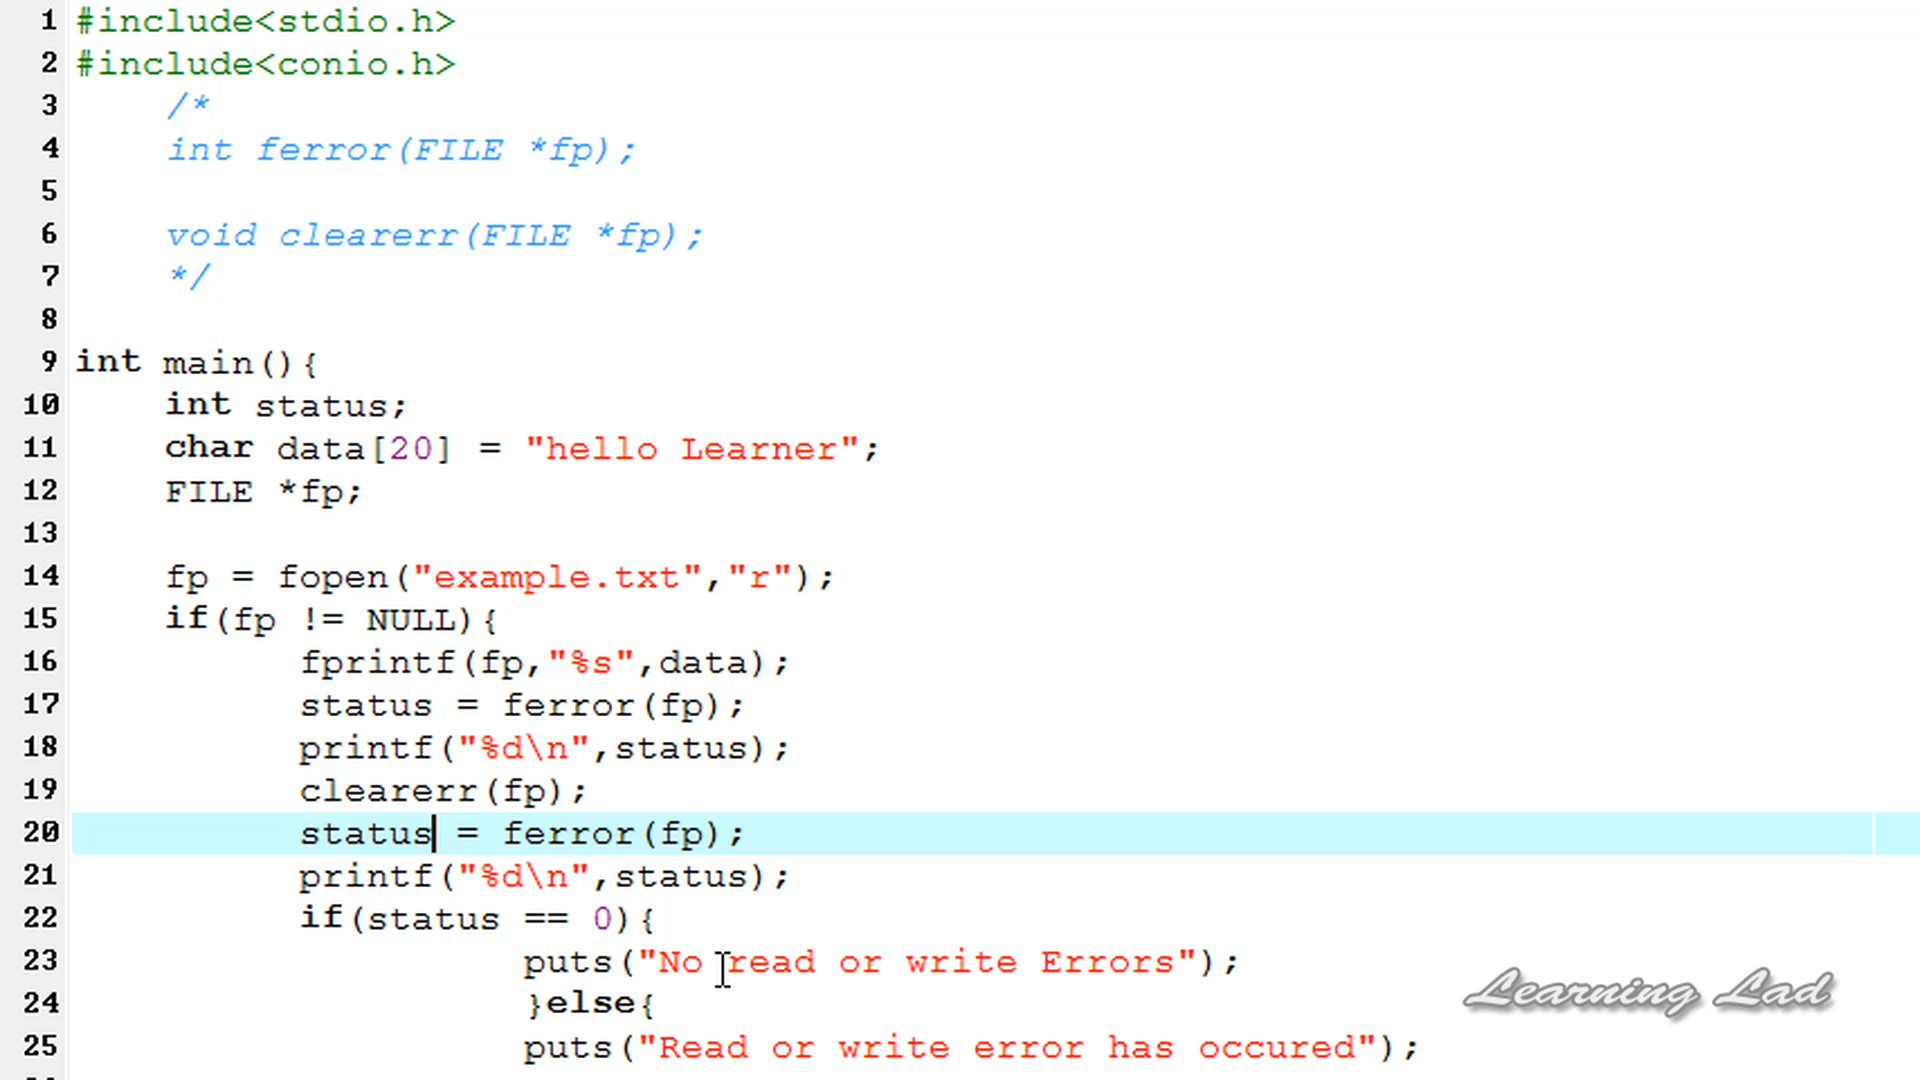 1 #include<stdio.h>
2 #include<conio.h>
3 /*
4 int ferror(FILE *fp);
5
6 void clearerr(FILE *fp);
7 */
8
9 int main(){
10 int status;
11 char data[20] = "hello Learner";
12 FILE *fp;
13
14 fp = fopen("example.txt","r");
15 if(fp != NULL){
16 fprintf(fp,"%s",data);
17 status = ferror(fp);
18 printf("%d\n",status);
19 clearerr(fp);
20 status = ferror(fp);
21 printf("%d\n",status);
22 if(status == 0){
23 puts("No read or write Errors");
24 }else{
25 puts("Read or write error has occured");
Learning Lad